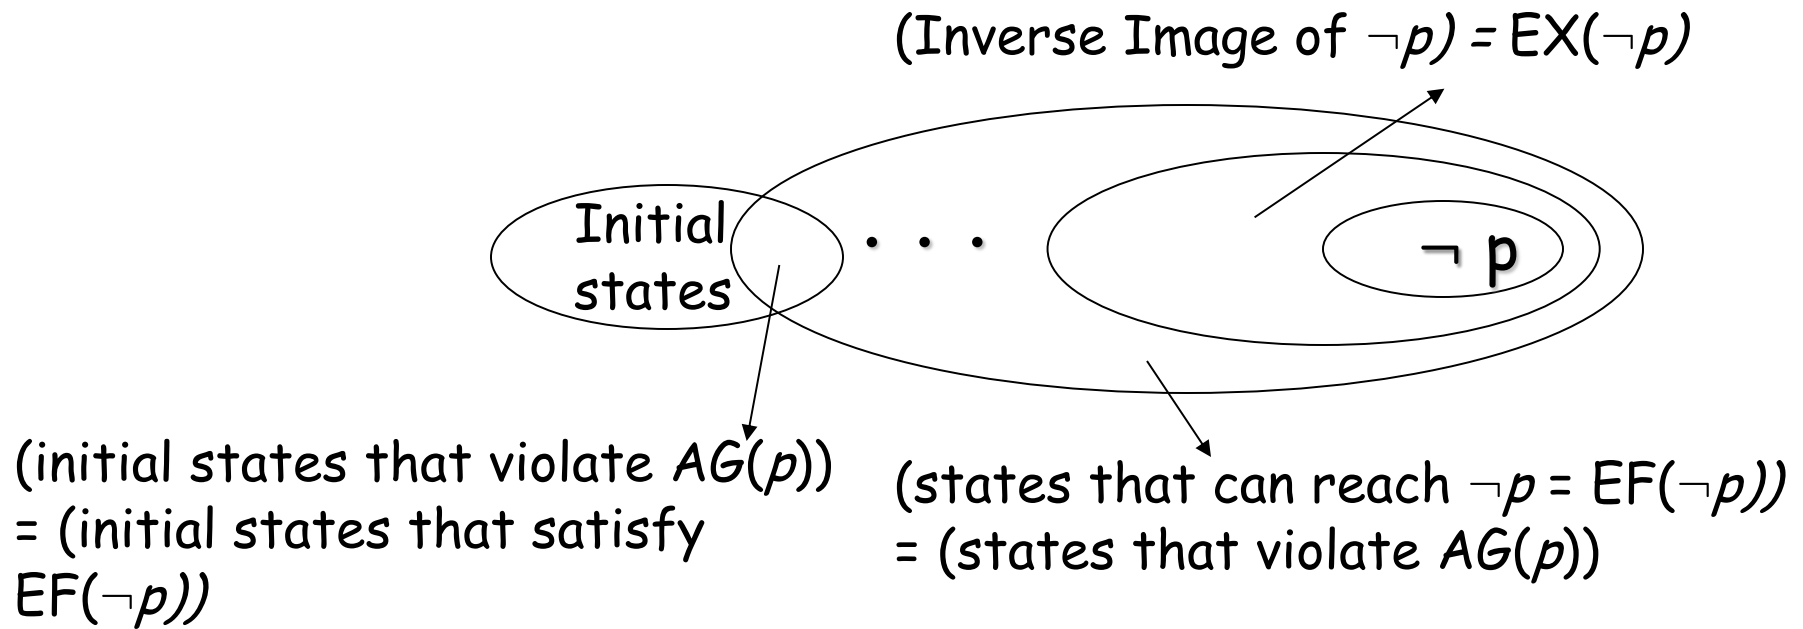 (Inverse Image of ¬p) = EX(¬p)
Initial
states
• • •
¬ p
(initial states that violate AG(p))
= (initial states that satisfy
EF(¬p))
(states that can reach ¬p = EF(¬p))
= (states that violate AG(p))